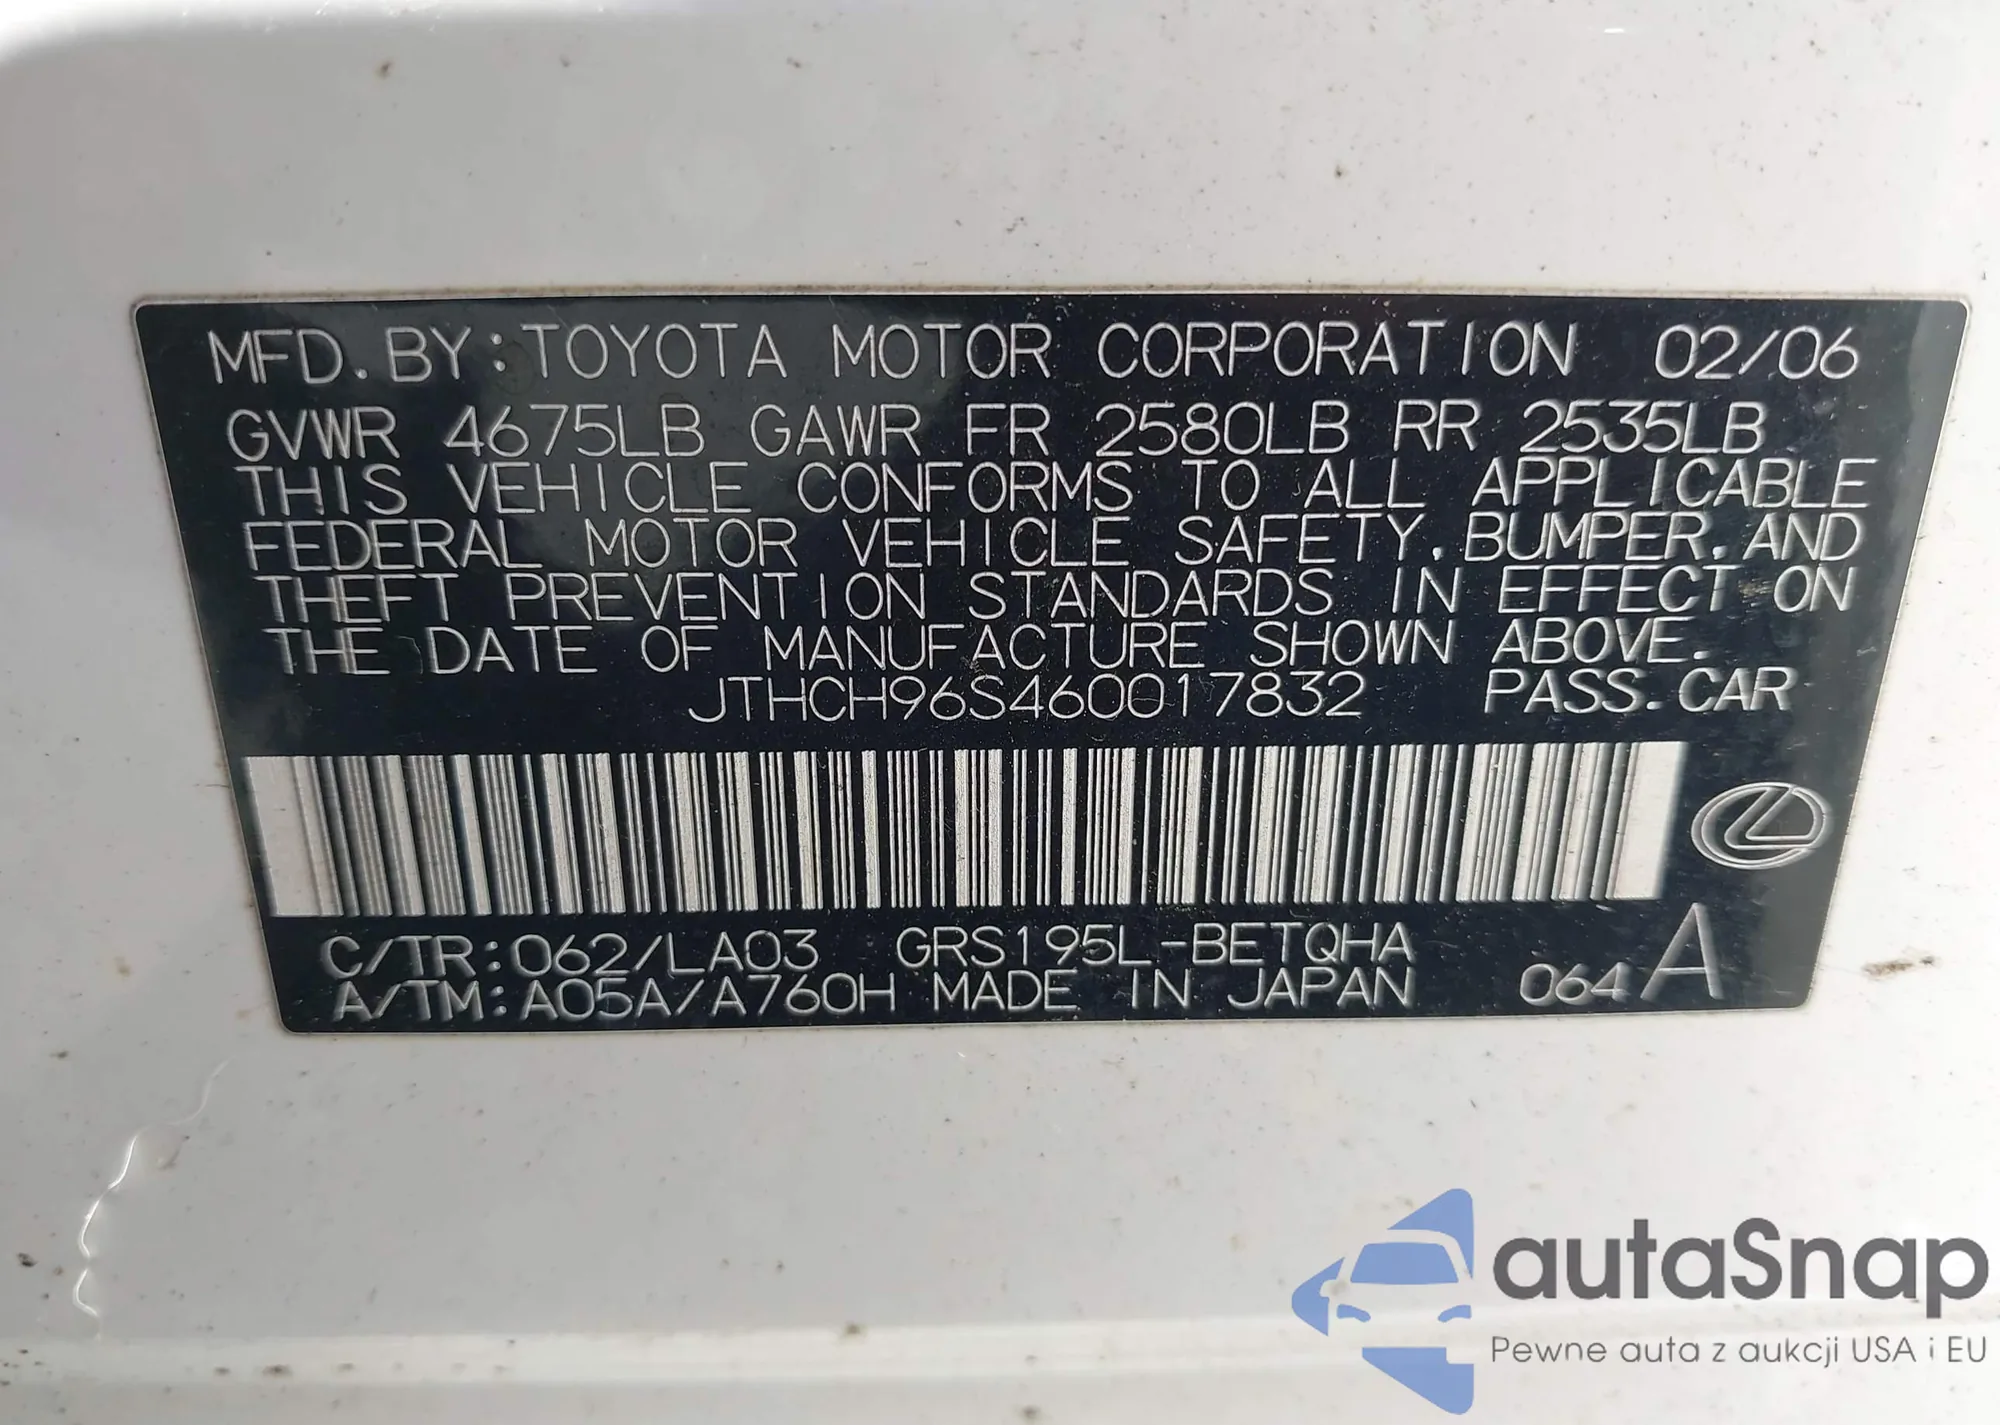 MFD. BY: TOYOTA MOTOR CORPORATION 02/06
GVWR 4675LB GAWR FR 2580LB RR 2535LB
THIS VEHICLE CONFORMS TO ALL APPLICABLE
FEDERAL MOTOR VEHICLE SAFETY, BUMPER, AND
THEFT PREVENTION STANDARDS IN EFFECT ON
THE DATE OF MANUFACTURE SHOWN ABOVE.
JTHCH96S460017832 PASS. CAR
C/TR: 062/LA03 GRS195L-BETQHA
A/TM: A05A/A760H MADE IN JAPAN 064 A
autaSnap
Pewne auta z aukcji USA i EU